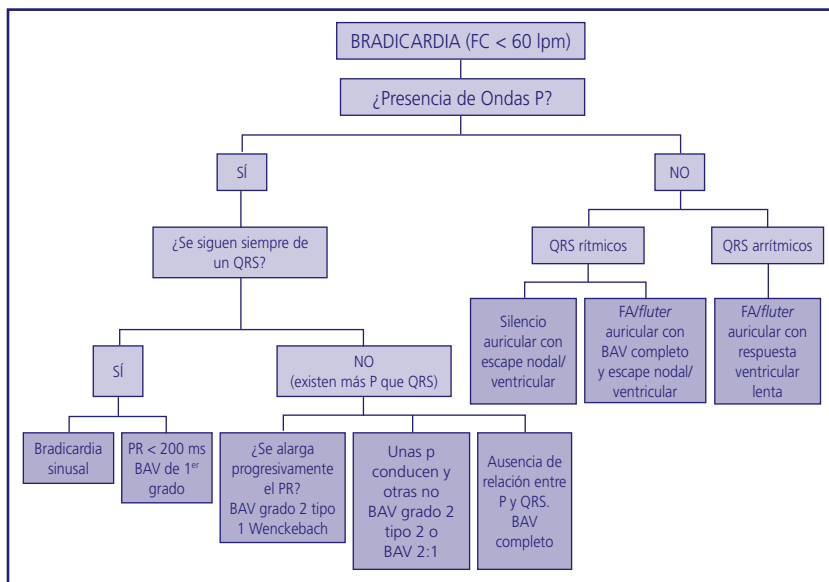 BRADICARDIA (FC < 60 lpm)
¿Presencia de Ondas P?
SÍ
NO
¿Se siguen siempre de
un QRS?
QRS rítmicos
QRS arrítmicos
Silencio
auricular con
escape nodal/
ventricular
FA/fluter
auricular con
BAV completo
y escape nodal/
ventricular
FA/fluter
auricular con
respuesta
ventricular
lenta
SÍ
NO
(existen más P que QRS)
Bradicardia
sinusal
PR < 200 ms
BAV de 1er
grado
¿Se alarga
progresivamente
el PR?
BAV grado 2 tipo
1 Wenckebach
Unas p
conducen y
otras no
BAV grado 2
tipo 2 o
BAV 2:1
Ausencia de
relación entre
P y QRS.
BAV
completo